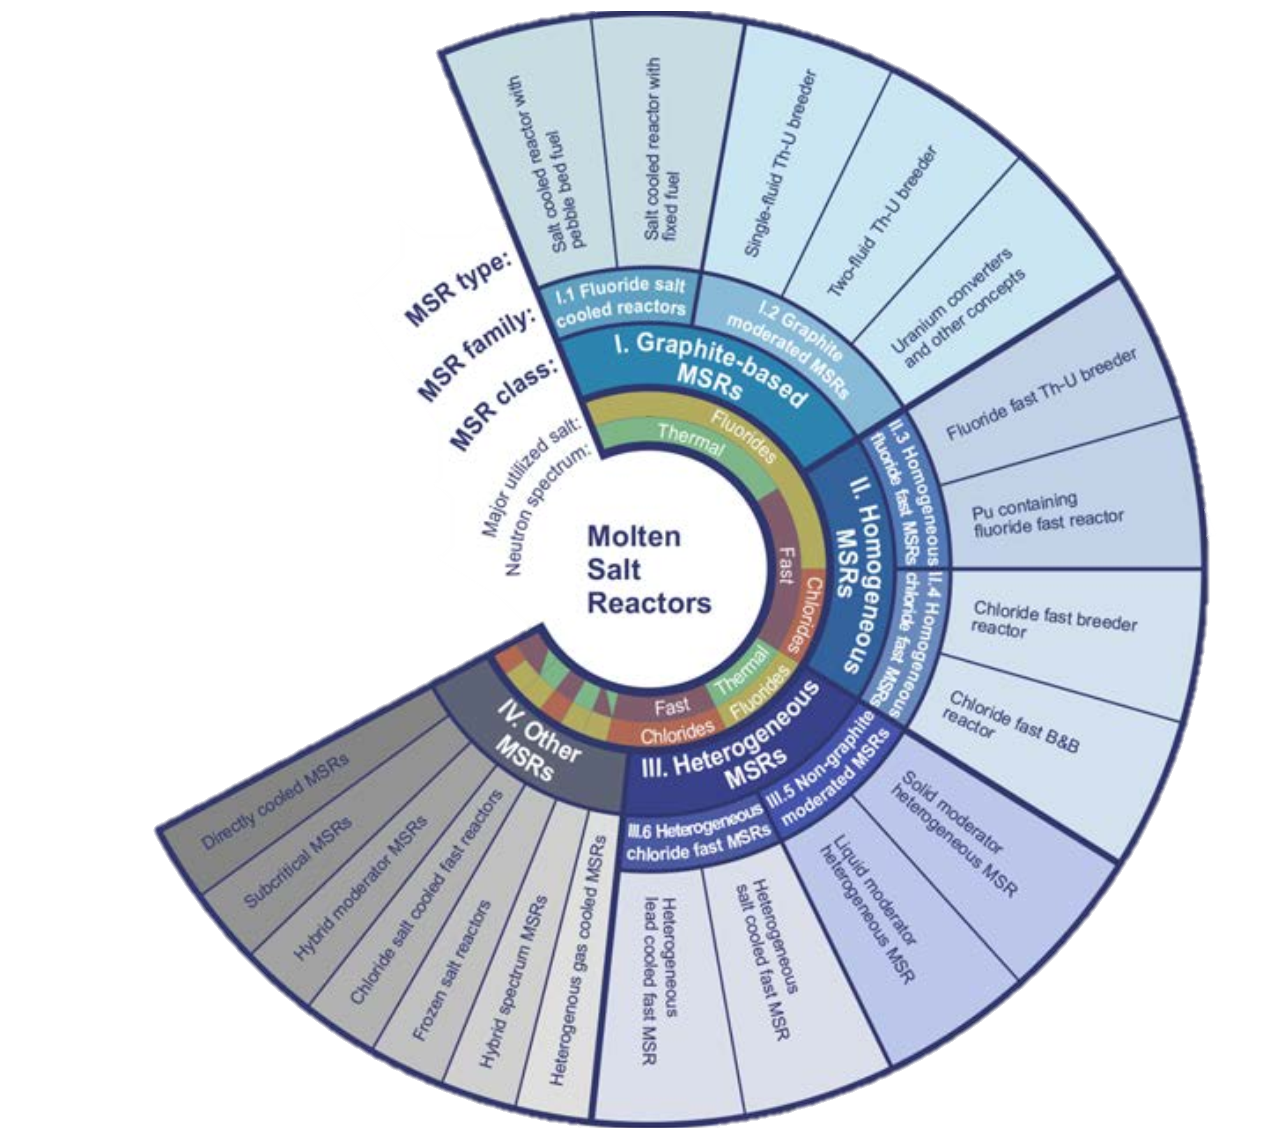 MSR type:
MSR family:
MSR class:
Major utilized salt:
Neutron spectrum:
Molten
Salt
Reactors
Salt cooled reactor with
pebble bed fuel
Salt cooled reactor with
fixed fuel
Single-fluid Th-U breeder
Two-fluid Th-U breeder
Uranium converters
and other concepts
Fluoride fast Th-U breeder
Pu containing
fluoride fast reactor
Chloride fast breeder
reactor
Chloride fast B&B
reactor
Solid moderator
heterogeneous MSR
Liquid moderator
heterogeneous MSR
Heterogeneous
salt cooled fast MSR
Heterogeneous
lead cooled fast MSR
Heterogenous gas cooled MSRs
Hybrid spectrum MSRs
Frozen salt reactors
Chloride salt cooled fast reactors
Hybrid moderator MSRs
Subcritical MSRs
Directly cooled MSRs
I.1 Fluoride salt
cooled reactors
I.2 Graphite
moderated MSRs
II.3 Homogeneous
fluoride fast MSRs
II.4 Homogeneous
chloride fast MSRs
III.5 Non-graphite
moderated MSRs
III.6 Heterogeneous
chloride fast MSRs
I. Graphite-based
MSRs
II. Homogeneous
MSRs
III. Heterogeneous
MSRs
IV. Other
MSRs
Fluorides
Chlorides
Fluorides
Chlorides
Thermal
Fast
Thermal
Fast